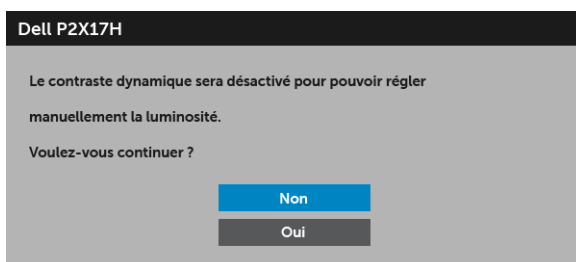 Dell P2X17H
Le contraste dynamique sera désactivé pour pouvoir régler
manuellement la luminosité.
Voulez-vous continuer ?
Non
Oui